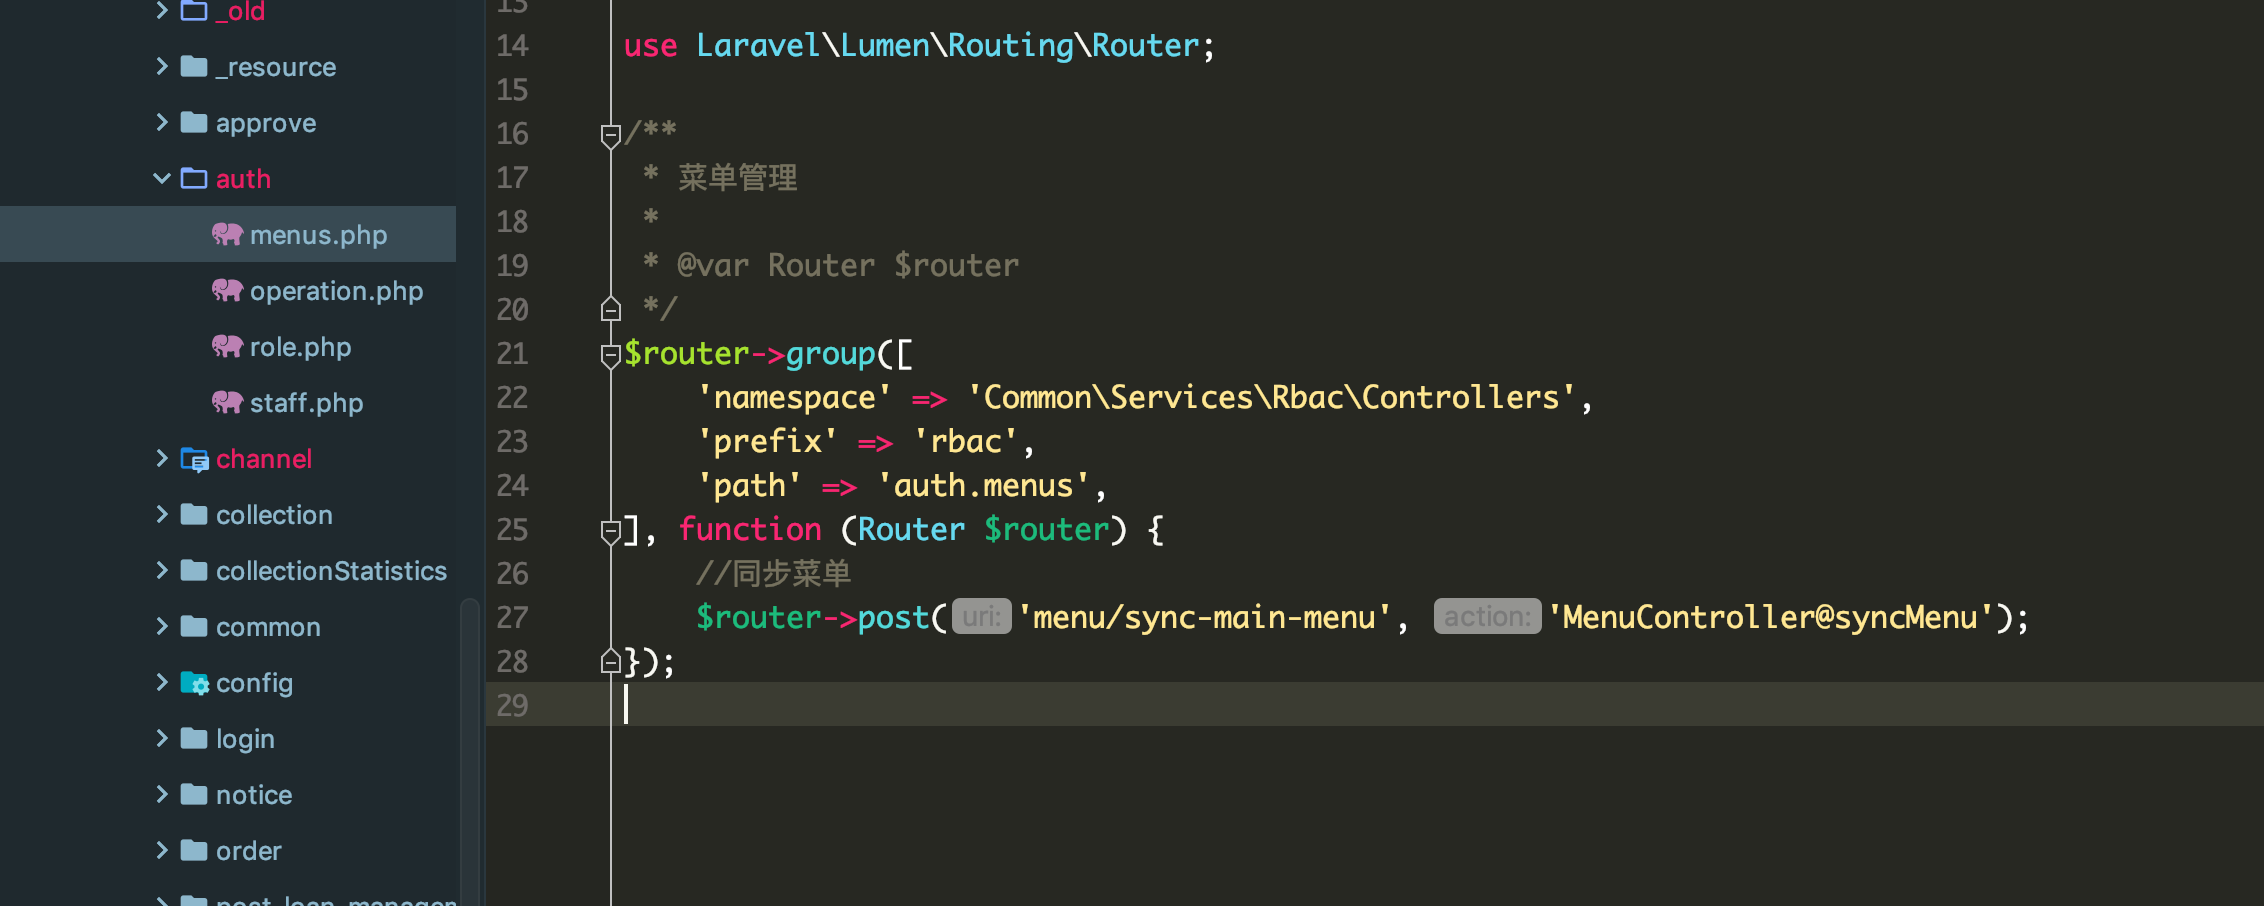 _old
_resource
approve
auth
menus.php
operation.php
role.php
staff.php
channel
collection
collectionStatistics
common
config
login
notice
order
13
14 use Laravel\Lumen\Routing\Router;
15
16 /**
17 * 菜单管理
18 *
19 * @var Router $router
20 */
21 $router->group([
22 'namespace' => 'Common\Services\Rbac\Controllers',
23 'prefix' => 'rbac',
24 'path' => 'auth.menus',
25 ], function (Router $router) {
26 //同步菜单
27 $router->post( uri: 'menu/sync-main-menu', action: 'MenuController@syncMenu');
28 });
29